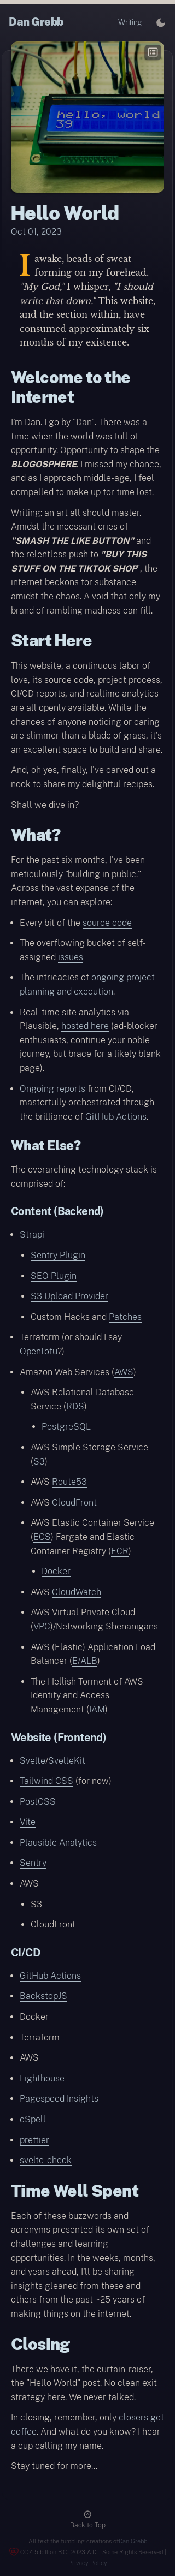 Dan Grebb
Writing
hello, world
39
Hello World
Oct 01, 2023
I awake, beads of sweat
forming on my forehead.
"My God," I whisper, "I should
write that down." This website,
and the section within, have
consumed approximately six
months of my existence.
Welcome to the
Internet
I'm Dan. I go by "Dan". There was a
time when the world was full of
opportunity. Opportunity to shape the
BLOGOSPHERE. I missed my chance,
and as I approach middle-age, I feel
compelled to make up for time lost.
Writing: an art all should master.
Amidst the incessant cries of
"SMASH THE LIKE BUTTON" and
the relentless push to "BUY THIS
STUFF ON THE TIKTOK SHOP", the
internet beckons for substance
amidst the chaos. A void that only my
brand of rambling madness can fill.
Start Here
This website, a continuous labor of
love, its source code, project process,
CI/CD reports, and realtime analytics
are all openly available. While the
chances of anyone noticing or caring
are slimmer than a blade of grass, it's
an excellent space to build and share.
And, oh yes, finally, I've carved out a
nook to share my delightful recipes.
Shall we dive in?
What?
For the past six months, I've been
meticulously "building in public."
Across the vast expanse of the
internet, you can explore:
• Every bit of the source code
• The overflowing bucket of self-
assigned issues
• The intricacies of ongoing project
planning and execution.
• Real-time site analytics via
Plausible, hosted here (ad-blocker
enthusiasts, continue your noble
journey, but brace for a likely blank
page).
• Ongoing reports from CI/CD,
masterfully orchestrated through
the brilliance of GitHub Actions.
What Else?
The overarching technology stack is
comprised of:
Content (Backend)
• Strapi
• Sentry Plugin
• SEO Plugin
• S3 Upload Provider
• Custom Hacks and Patches
• Terraform (or should I say
OpenTofu?)
• Amazon Web Services (AWS)
• AWS Relational Database
Service (RDS)
• PostgreSQL
• AWS Simple Storage Service
(S3)
• AWS Route53
• AWS CloudFront
• AWS Elastic Container Service
(ECS) Fargate and Elastic
Container Registry (ECR)
• Docker
• AWS CloudWatch
• AWS Virtual Private Cloud
(VPC)/Networking Shenanigans
• AWS (Elastic) Application Load
Balancer (E/ALB)
• The Hellish Torment of AWS
Identity and Access
Management (IAM)
Website (Frontend)
• Svelte/SvelteKit
• Tailwind CSS (for now)
• PostCSS
• Vite
• Plausible Analytics
• Sentry
• AWS
• S3
• CloudFront
CI/CD
• GitHub Actions
• BackstopJS
• Docker
• Terraform
• AWS
• Lighthouse
• Pagespeed Insights
• cSpell
• prettier
• svelte-check
Time Well Spent
Each of these buzzwords and
acronyms presented its own set of
challenges and learning
opportunities. In the weeks, months,
and years ahead, I'll be sharing
insights gleaned from these and
others from the past ~25 years of
making things on the internet.
Closing
There we have it, the curtain-raiser,
the "Hello World" post. No clean exit
strategy here. We never talked.
In closing, remember, only closers get
coffee. And what do you know? I hear
a cup calling my name.
Stay tuned for more...
Back to Top
Dan Grebb
Some Rights Reserved |
Privacy Policy